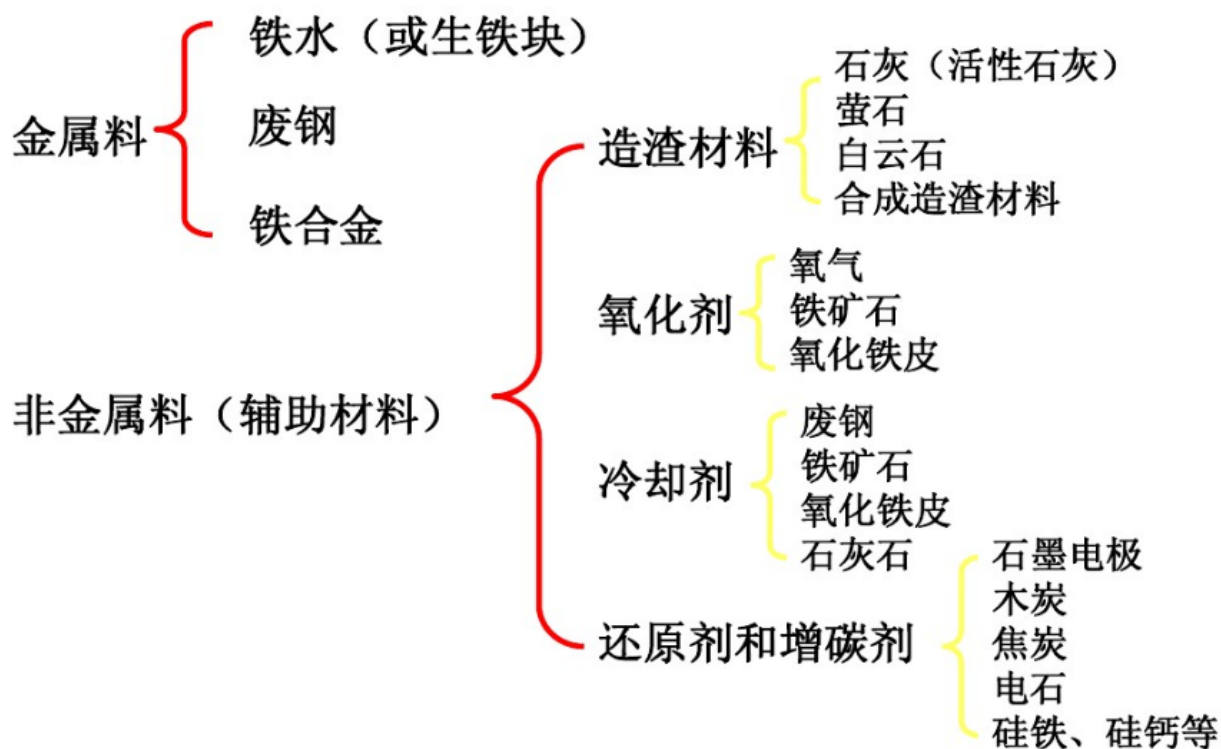 金属料
铁水（或生铁块）
废钢
铁合金
非金属料（辅助材料）
造渣材料
石灰（活性石灰）
萤石
白云石
合成造渣材料
氧化剂
氧气
铁矿石
氧化铁皮
冷却剂
废钢
铁矿石
氧化铁皮
石灰石
还原剂和增碳剂
石墨电极
木炭
焦炭
电石
硅铁、硅钙等